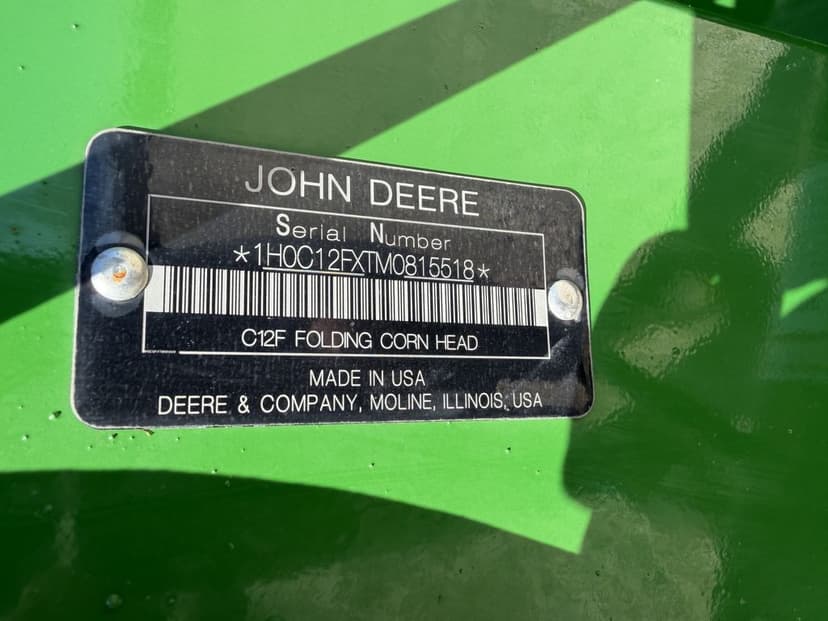 JOHN DEERE
Serial Number
*1H0C12FXTM0815518*
C12F FOLDING CORN HEAD
MADE IN USA
DEERE & COMPANY, MOLINE, ILLINOIS, USA